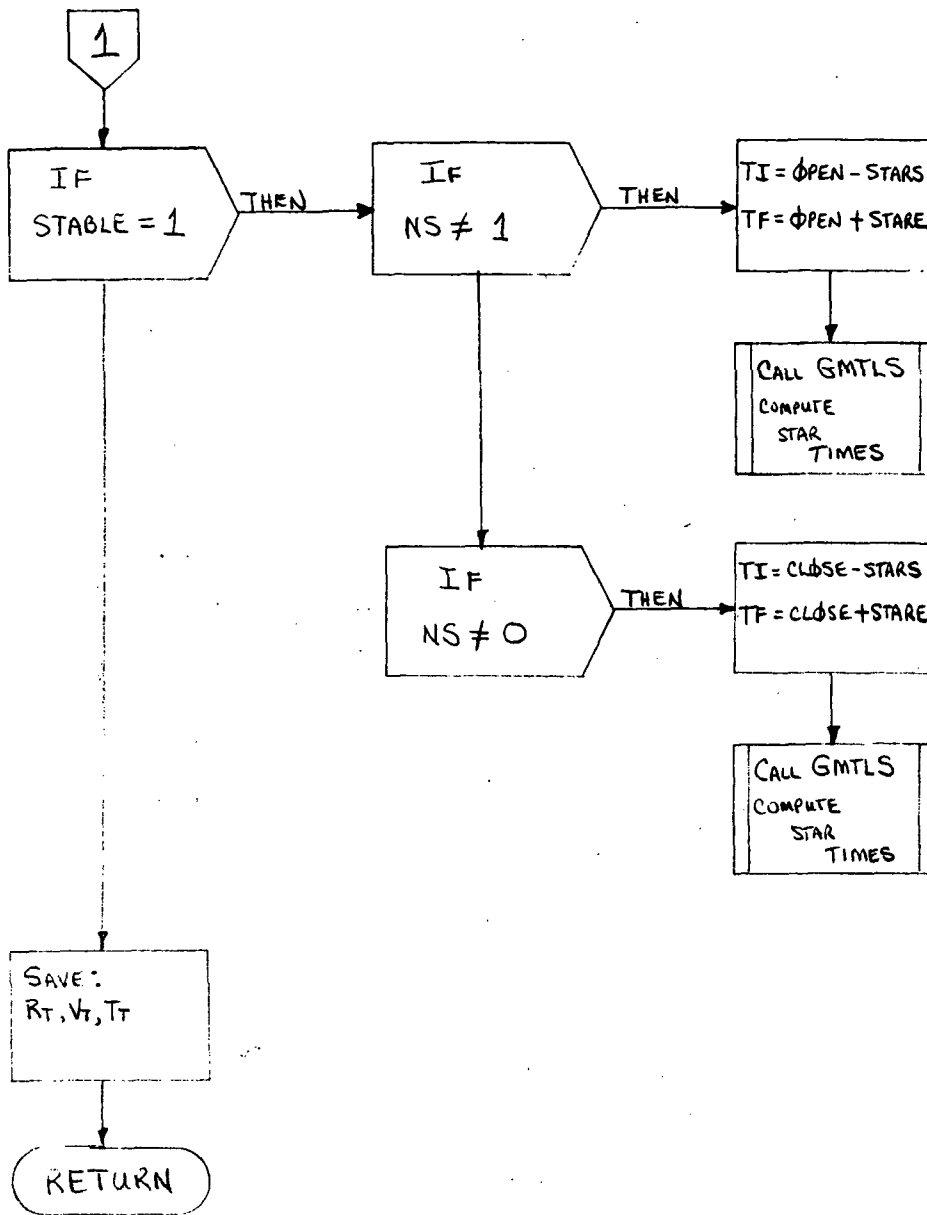 1
IF
STABLE = 1
THEN
IF
NS ≠ 1
THEN
TI = ϕPEN - STARS
TF = ϕPEN + STARE
CALL GMTLS
COMPUTE
STAR
TIMES
IF
NS ≠ 0
THEN
TI = CLϕSE - STARS
TF = CLϕSE + STARE
CALL GMTLS
COMPUTE
STAR
TIMES
SAVE:
RT, VT, TT
RETURN